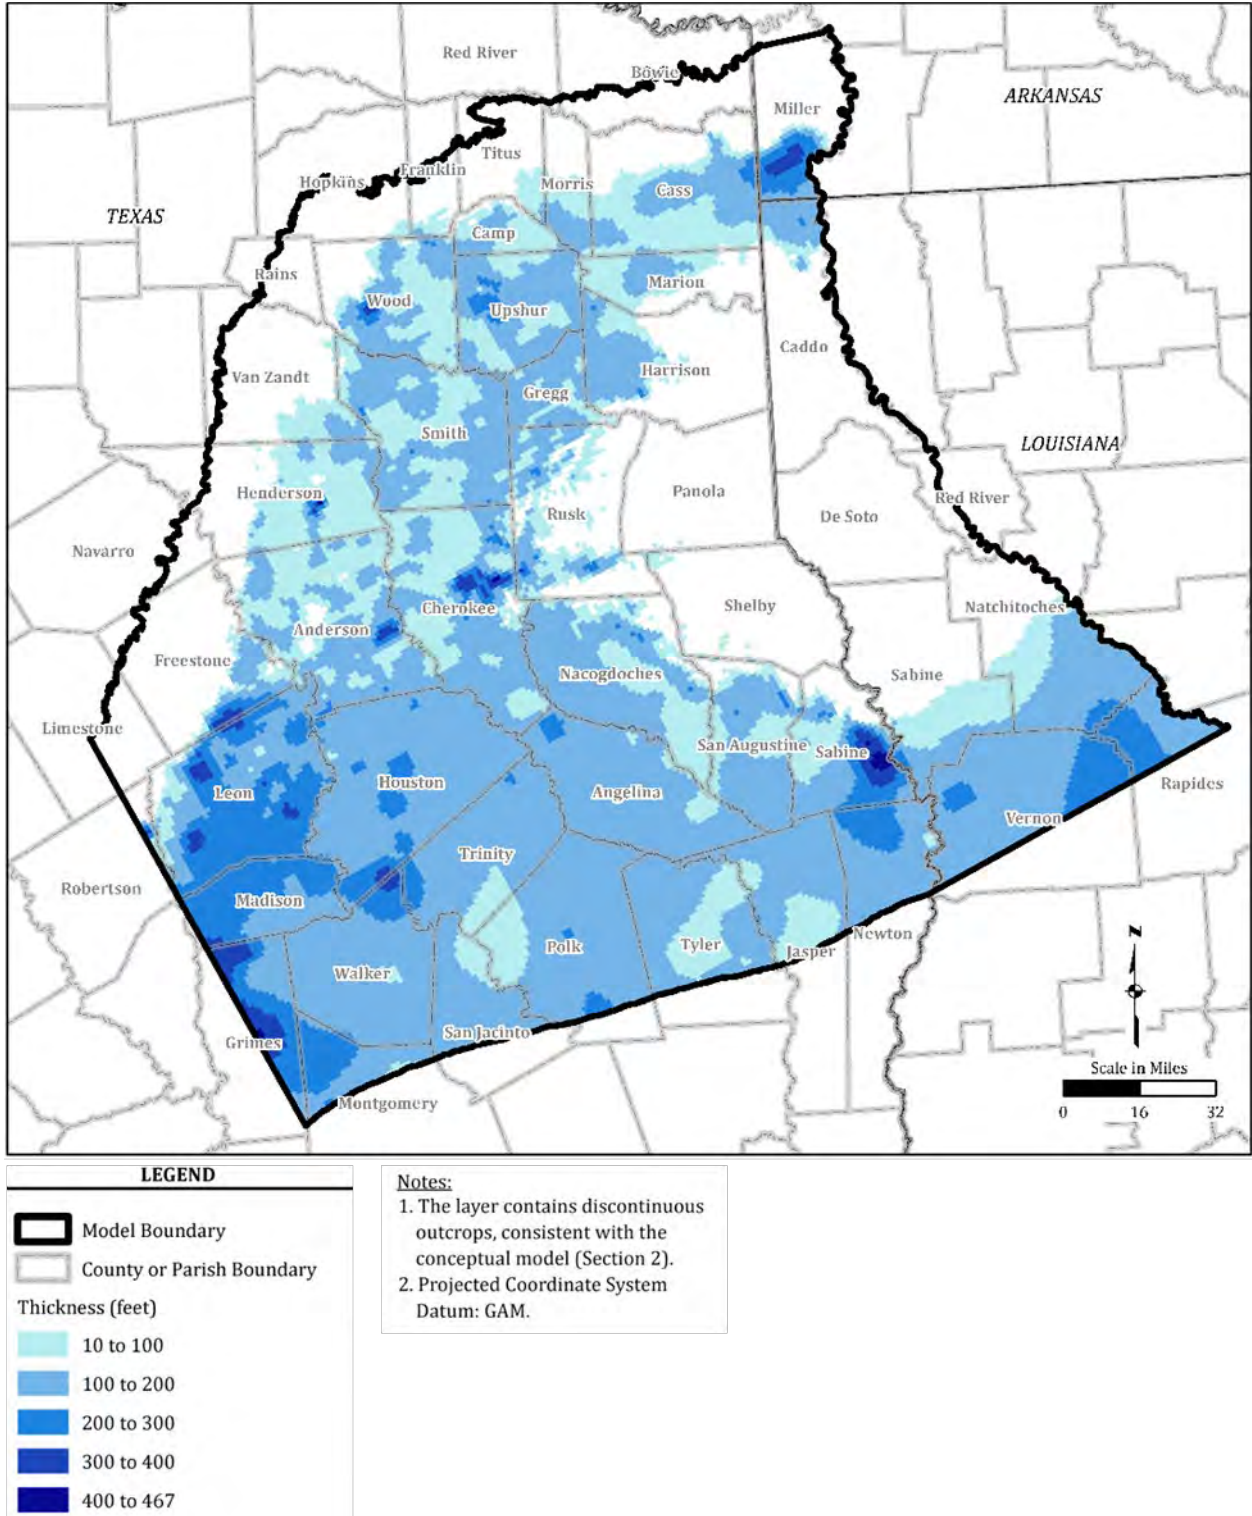 Red River
Bowie
ARKANSAS
Miller
Titus
Franklin
Hopkins
Morris
Cass
TEXAS
Camp
Rains
Marion
Wood
Upshur
Caddo
Harrison
Van Zandt
Gregg
Smith
LOUISIANA
Henderson
Panola
Red River
Rusk
De Soto
Navarro
Cherokee
Shelby
Natchitoches
Anderson
Freestone
Nacogdoches
Sabine
Limestone
San Augustine
Sabine
Houston
Leon
Angelina
Rapides
Vernon
Trinity
Robertson
Madison
Newton
Polk
Tyler
Jasper
Walker
N
San Jacinto
Grimes
Scale in Miles
Montgomery
0 16 32
LEGEND
Model Boundary
County or Parish Boundary
Thickness (feet)
10 to 100
100 to 200
200 to 300
300 to 400
400 to 467
Notes:
1. The layer contains discontinuous
outcrops, consistent with the
conceptual model (Section 2).
2. Projected Coordinate System
Datum: GAM.